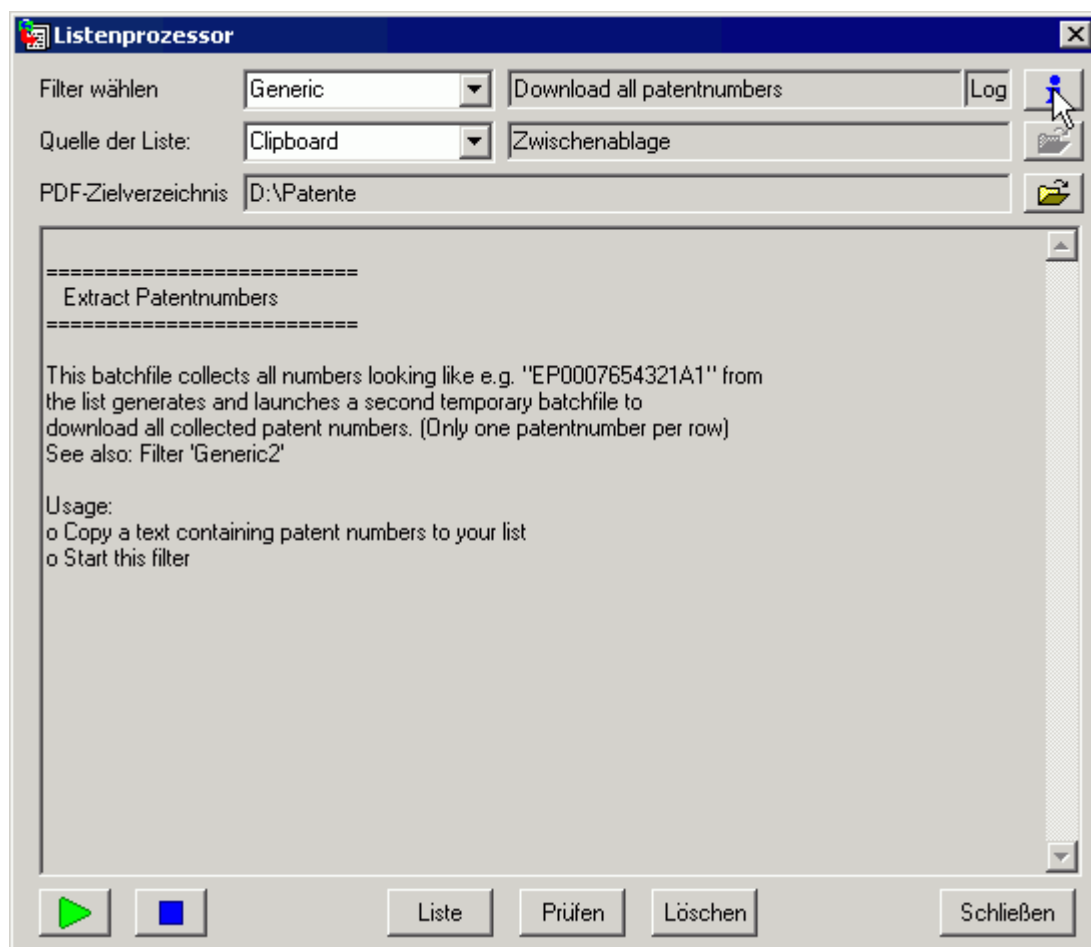 Listenprozessor
Filter wählen Generic Download all patentnumbers Log
Quelle der Liste: Clipboard Zwischenablage
PDF-Zielverzeichnis D:\Patente
==========================
Extract Patentnumbers
==========================
This batchfile collects all numbers looking like e.g. "EP0007654321A1" from
the list generates and launches a second temporary batchfile to
download all collected patent numbers. (Only one patentnumber per row)
See also: Filter 'Generic2'
Usage:
o Copy a text containing patent numbers to your list
o Start this filter
Liste Prüfen Löschen Schließen